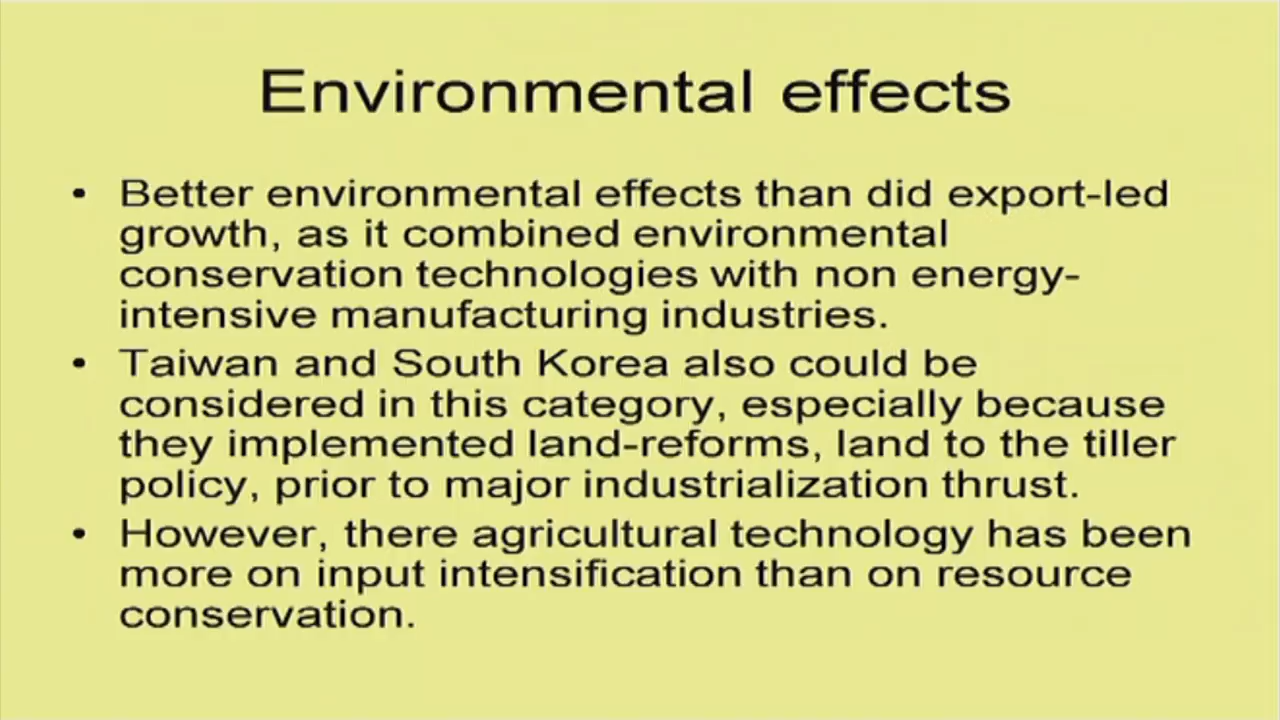 Environmental effects
• Better environmental effects than did export-led
growth, as it combined environmental
conservation technologies with non energy-
intensive manufacturing industries.
• Taiwan and South Korea also could be
considered in this category, especially because
they implemented land-reforms, land to the tiller
policy, prior to major industrialization thrust.
• However, there agricultural technology has been
more on input intensification than on resource
conservation.